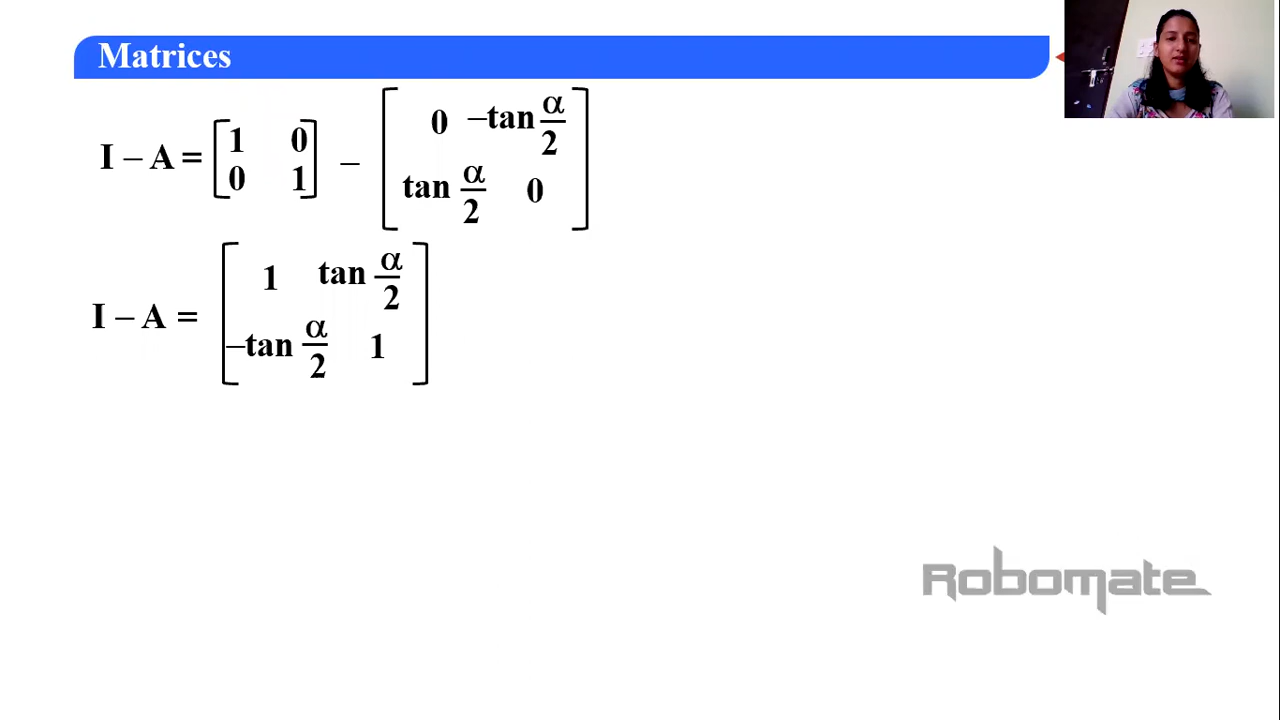 Matrices
I – A = [1 0
0 1] – [0 –tan α/2
tan α/2 0]
I – A = [1 tan α/2
–tan α/2 1]
Robomate